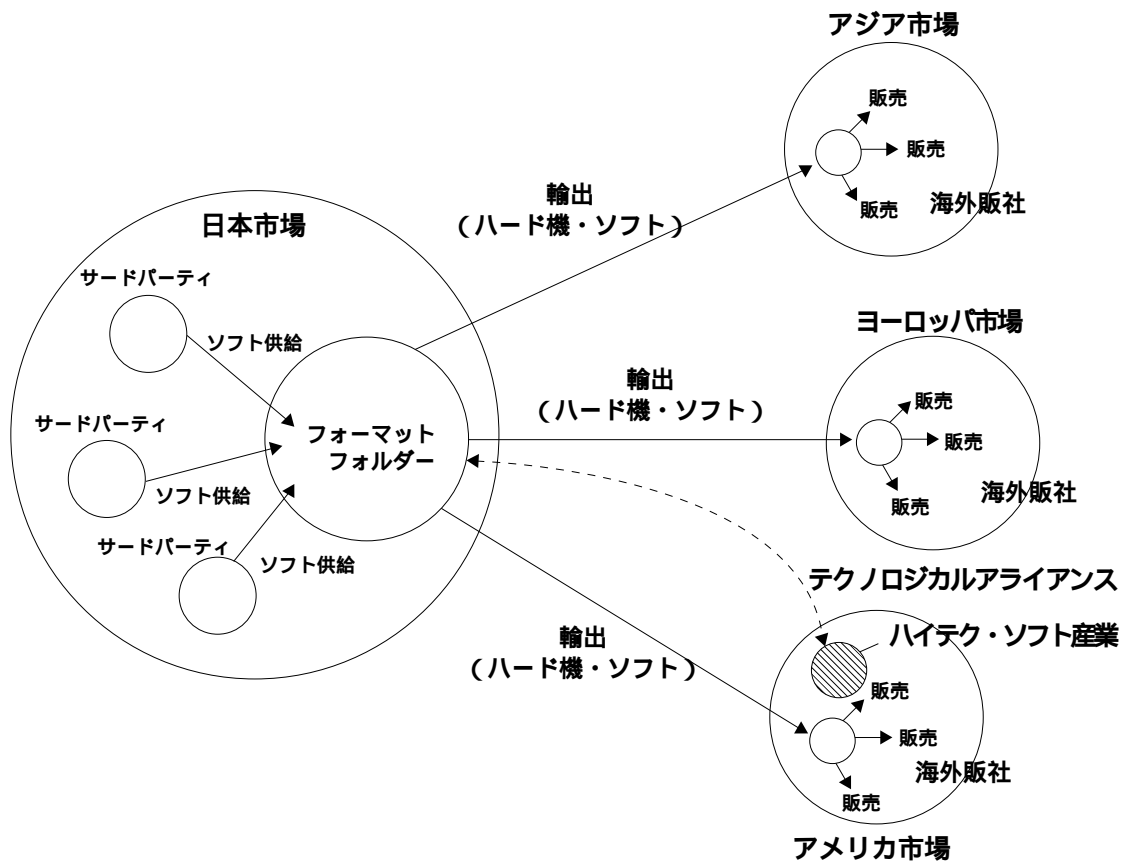 アジア市場
販売
販売
販売
海外販社
輸出
(ハード機・ソフト)
日本市場
サードパーティ
ソフト供給
サードパーティ
ソフト供給
サードパーティ
ソフト供給
フォーマット
フォルダー
ヨーロッパ市場
輸出
(ハード機・ソフト)
販売
販売
販売
海外販社
テクノロジカルアライアンス
ハイテク・ソフト産業
輸出
(ハード機・ソフト)
販売
販売
販売
海外販社
アメリカ市場